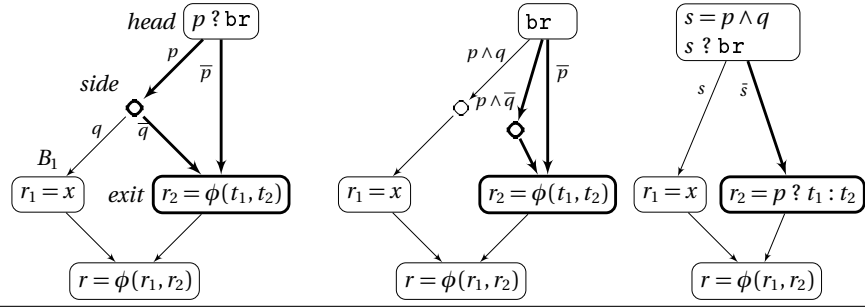 head p ? br
p
p̅
side
q
q̅
B₁
r₁ = x
exit r₂ = ϕ(t₁, t₂)
r = ϕ(r₁, r₂)
br
p ∧ q
p̅
p ∧ q̅
r₁ = x
r₂ = ϕ(t₁, t₂)
r = ϕ(r₁, r₂)
s = p ∧ q
s ? br
s
s̅
r₁ = x
r₂ = p ? t₁ : t₂
r = ϕ(r₁, r₂)